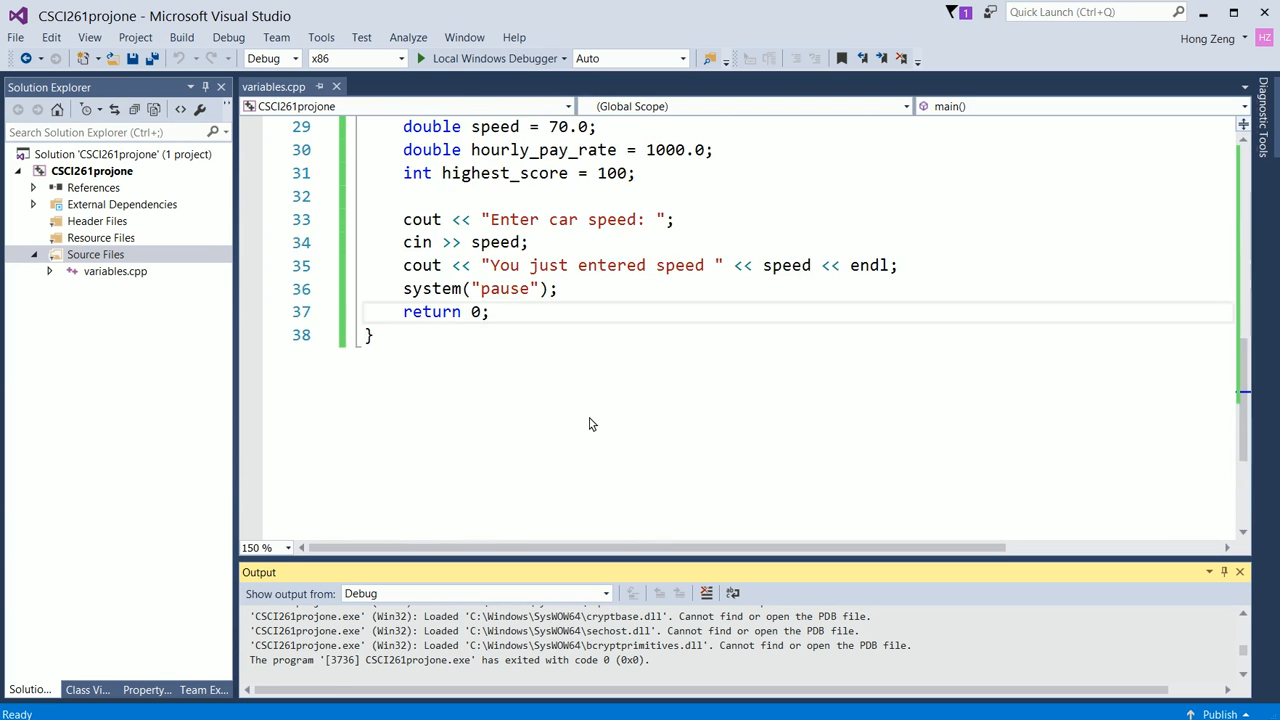 CSCI261projone - Microsoft Visual Studio
1
Quick Launch (Ctrl+Q)
File Edit View Project Build Debug Team Tools Test Analyze Window Help
Hong Zeng HZ
Debug x86 Local Windows Debugger Auto
Solution Explorer
variables.cpp
CSCI261projone (Global Scope) main()
Search Solution Explorer (Ctrl+;)
Solution 'CSCI261projone' (1 project)
CSCI261projone
References
External Dependencies
Header Files
Resource Files
Source Files
variables.cpp
29 double speed = 70.0;
30 double hourly_pay_rate = 1000.0;
31 int highest_score = 100;
32
33 cout << "Enter car speed: ";
34 cin >> speed;
35 cout << "You just entered speed " << speed << endl;
36 system("pause");
37 return 0;
38 }
150 %
Diagnostic Tools
Output
Show output from: Debug
'CSCI261projone.exe' (Win32): Loaded 'C:\Windows\SysWOW64\cryptbase.dll'. Cannot find or open the PDB file.
'CSCI261projone.exe' (Win32): Loaded 'C:\Windows\SysWOW64\sechost.dll'. Cannot find or open the PDB file.
'CSCI261projone.exe' (Win32): Loaded 'C:\Windows\SysWOW64\bcryptprimitives.dll'. Cannot find or open the PDB file.
The program '[3736] CSCI261projone.exe' has exited with code 0 (0x0).
Solutio... Class Vi... Property... Team Ex...
Ready
Publish